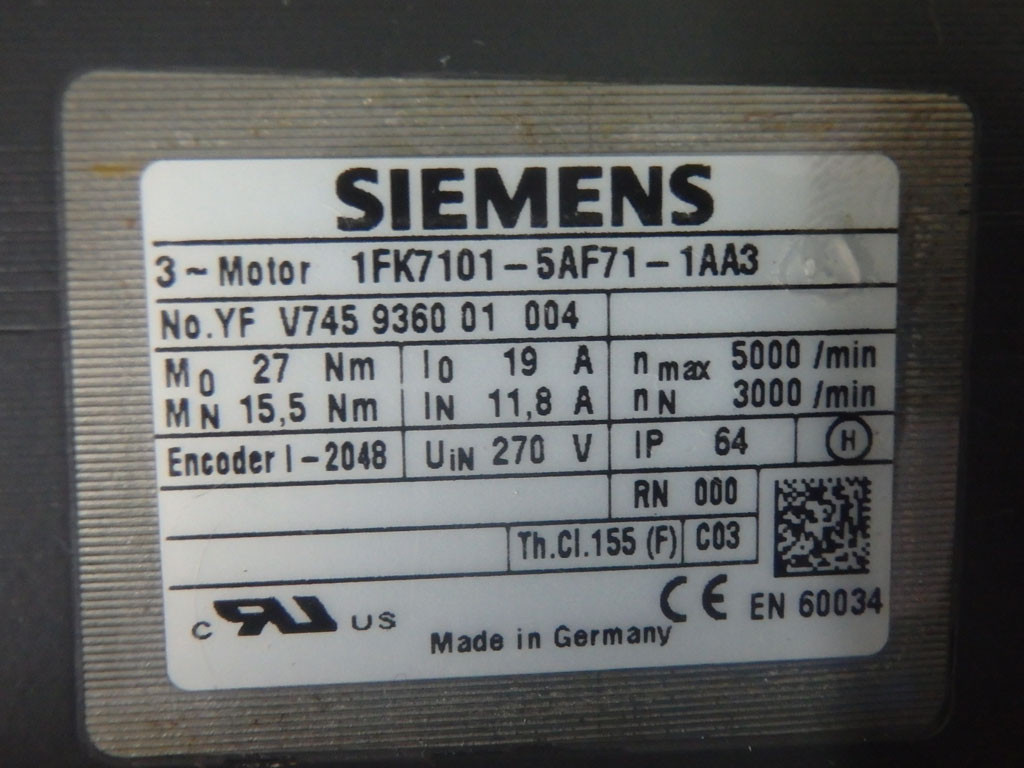 SIEMENS
3~Motor 1FK7101-5AF71-1AA3
No.YF V745 9360 01 004
M0 27 Nm I0 19 A nmax 5000 /min
MN 15,5 Nm IN 11,8 A nN 3000 /min
Encoder I-2048 UiN 270 V IP 64 H
RN 000
Th.Cl.155 (F) C03
C RU US CE EN 60034
Made in Germany